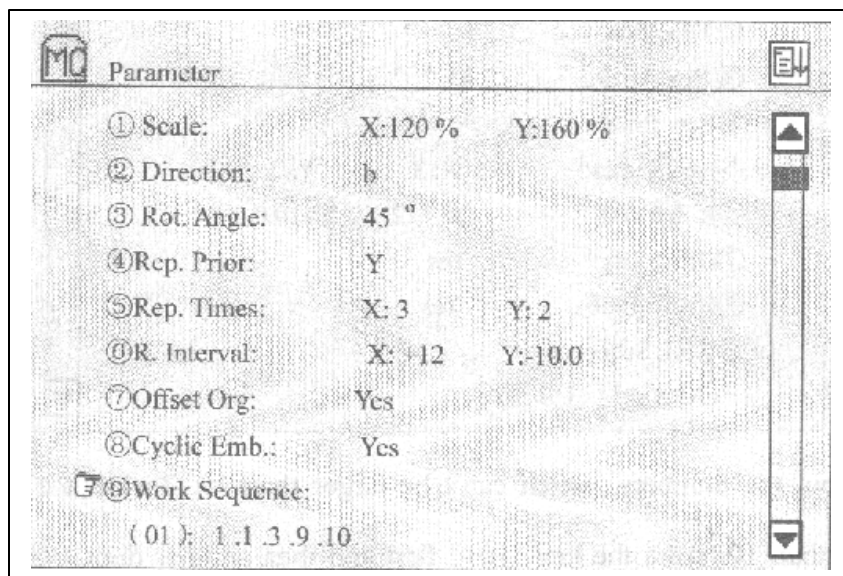 MQ
Parameter
① Scale: X:120 % Y:160 %
② Direction: b
③ Rot. Angle: 45 °
④Rep. Prior: Y
⑤Rep. Times: X: 3 Y: 2
⑥R. Interval: X: +12 Y:-10.0
⑦Offset Org: Yes
⑧Cyclic Emb.: Yes
⑨Work Sequence:
(01): 1 .1 .3 .9 .10